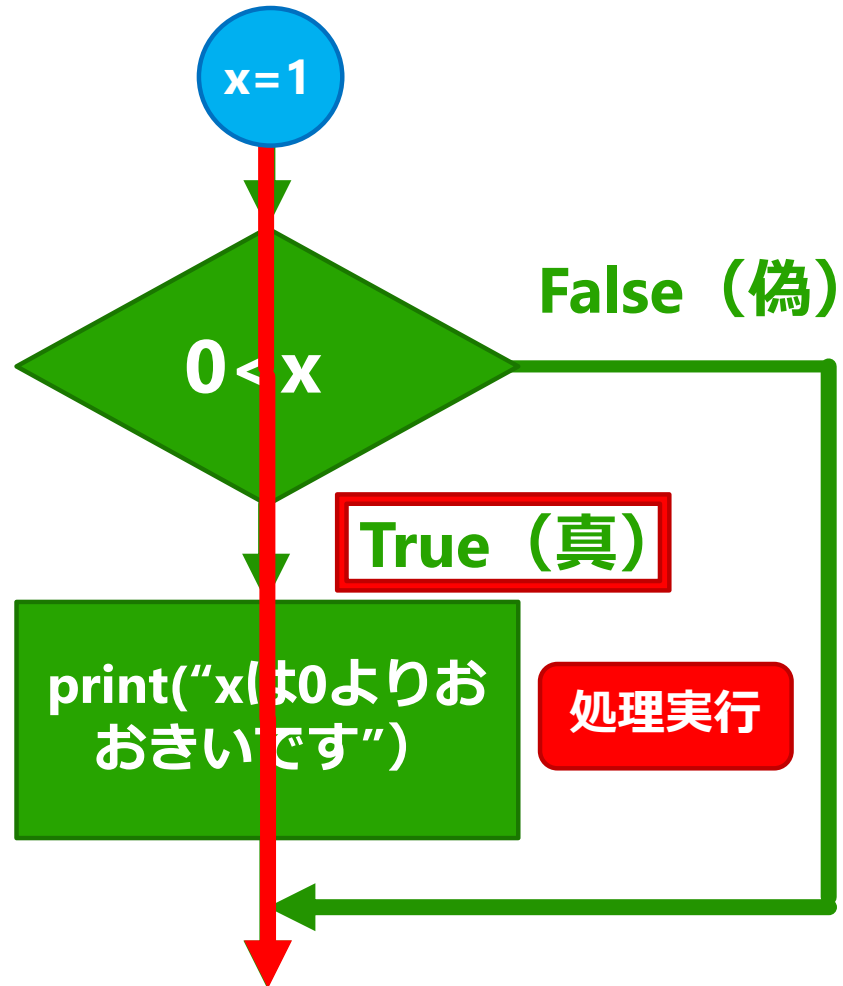 x=1
False（偽）
0<x
True（真）
print(“xは0よりお
おきいです”）
処理実行